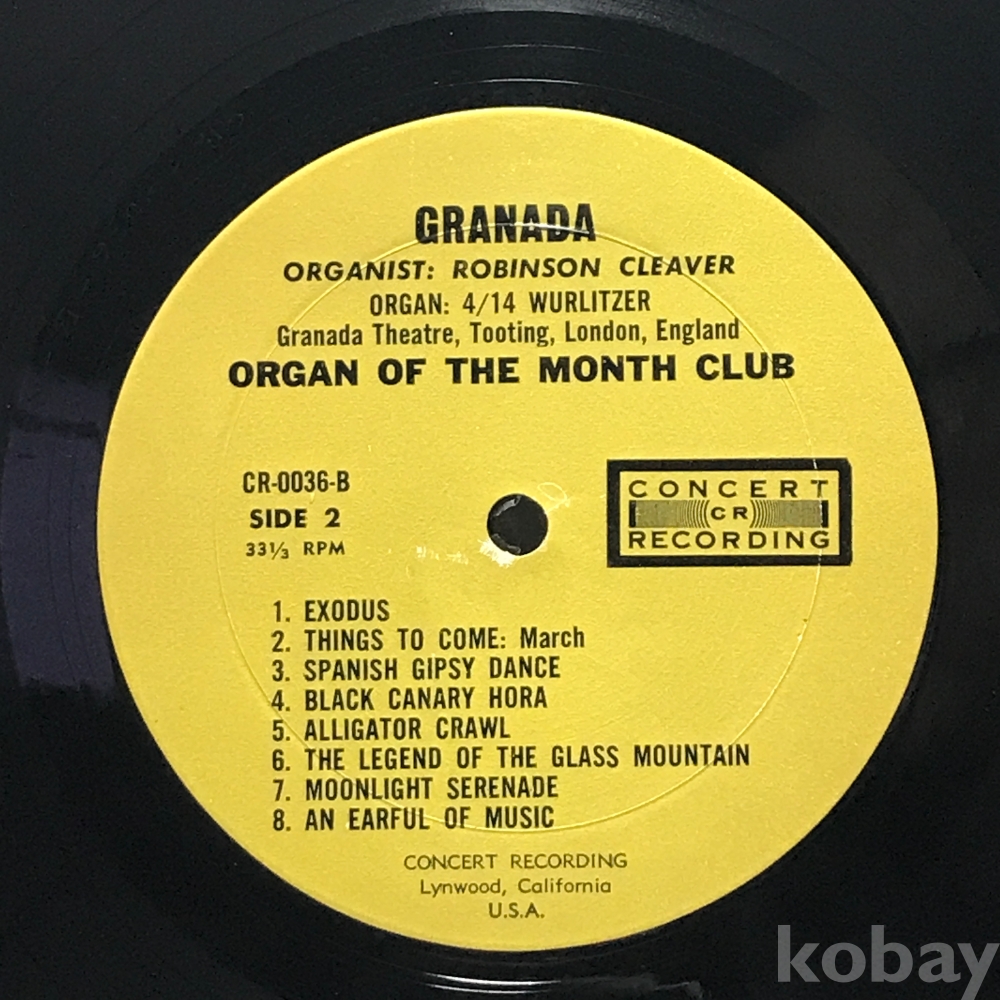 GRANADA
ORGANIST: ROBINSON CLEAVER
ORGAN: 4/14 WURLITZER
Granada Theatre, Tooting, London, England
ORGAN OF THE MONTH CLUB
CR-0036-B
SIDE 2
33⅓ RPM
CONCERT
CR
RECORDING
1. EXODUS
2. THINGS TO COME: March
3. SPANISH GIPSY DANCE
4. BLACK CANARY HORA
5. ALLIGATOR CRAWL
6. THE LEGEND OF THE GLASS MOUNTAIN
7. MOONLIGHT SERENADE
8. AN EARFUL OF MUSIC
CONCERT RECORDING
Lynwood, California
U.S.A.
kobay